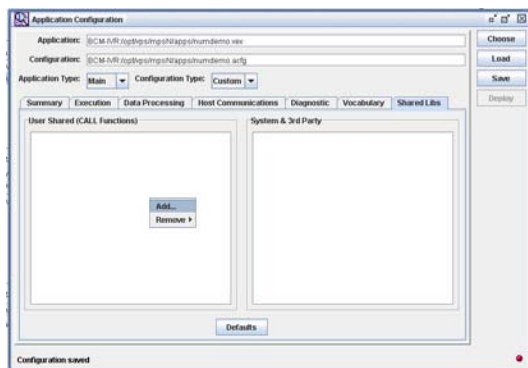 Application Configuration
Application: BCM-IVR:/opt/vps/mpsN/apps/numdemo.vex
Choose
Configuration: BCM-IVR:/opt/vps/mpsN/apps/numdemo.acfg
Load
Application Type: Main Configuration Type: Custom
Save
Summary Execution Data Processing Host Communications Diagnostic Vocabulary Shared Libs
Deploy
User Shared (CALL Functions) System & 3rd Party
Add...
Remove
Defaults
Configuration saved